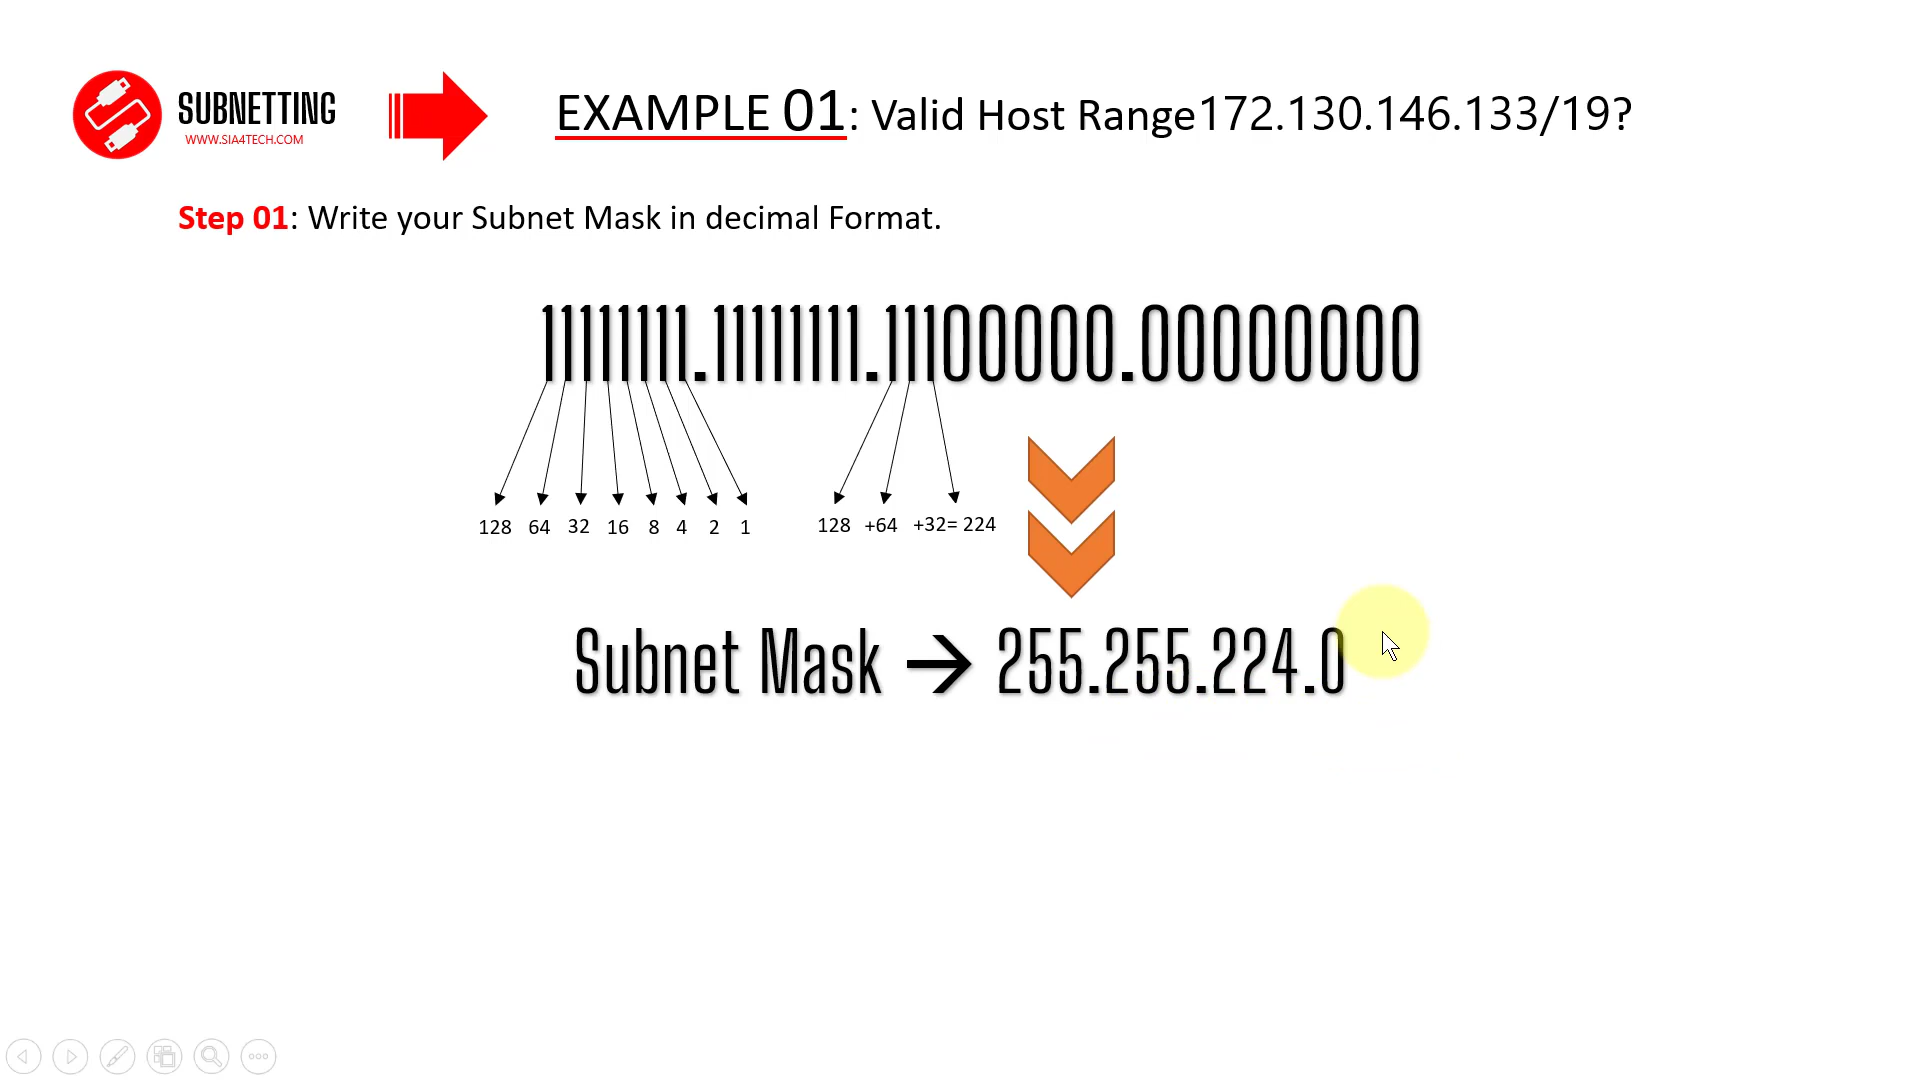 SUBNETTING
WWW.SIA4TECH.COM
EXAMPLE 01: Valid Host Range172.130.146.133/19?
Step 01: Write your Subnet Mask in decimal Format.
11111111.11111111.11100000.00000000
128 64 32 16 8 4 2 1 128 +64 +32= 224
Subnet Mask → 255.255.224.0